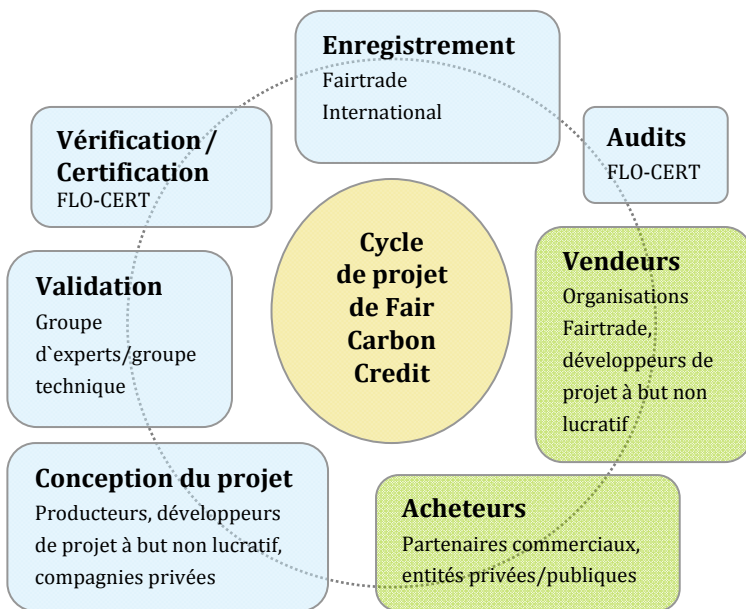 Enregistrement
Fairtrade
International
Vérification /
Certification
FLO-CERT
Audits
FLO-CERT
Cycle
de projet
de Fair
Carbon
Credit
Validation
Groupe
d`experts/groupe
technique
Vendeurs
Organisations
Fairtrade,
développeurs de
projet à but non
lucratif
Conception du projet
Producteurs, développeurs
de projet à but non lucratif,
compagnies privées
Acheteurs
Partenaires commerciaux,
entités privées/publiques